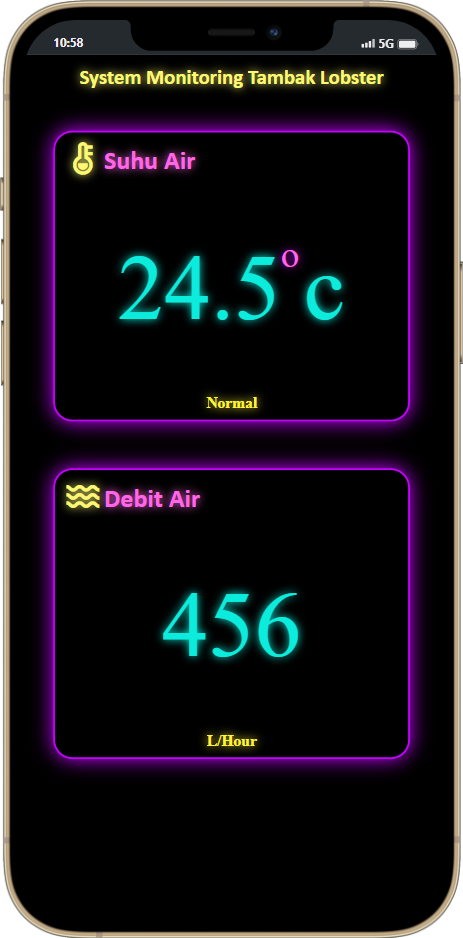 10:58
5G
System Monitoring Tambak Lobster
Suhu Air
24.5°c
Normal
Debit Air
456
L/Hour